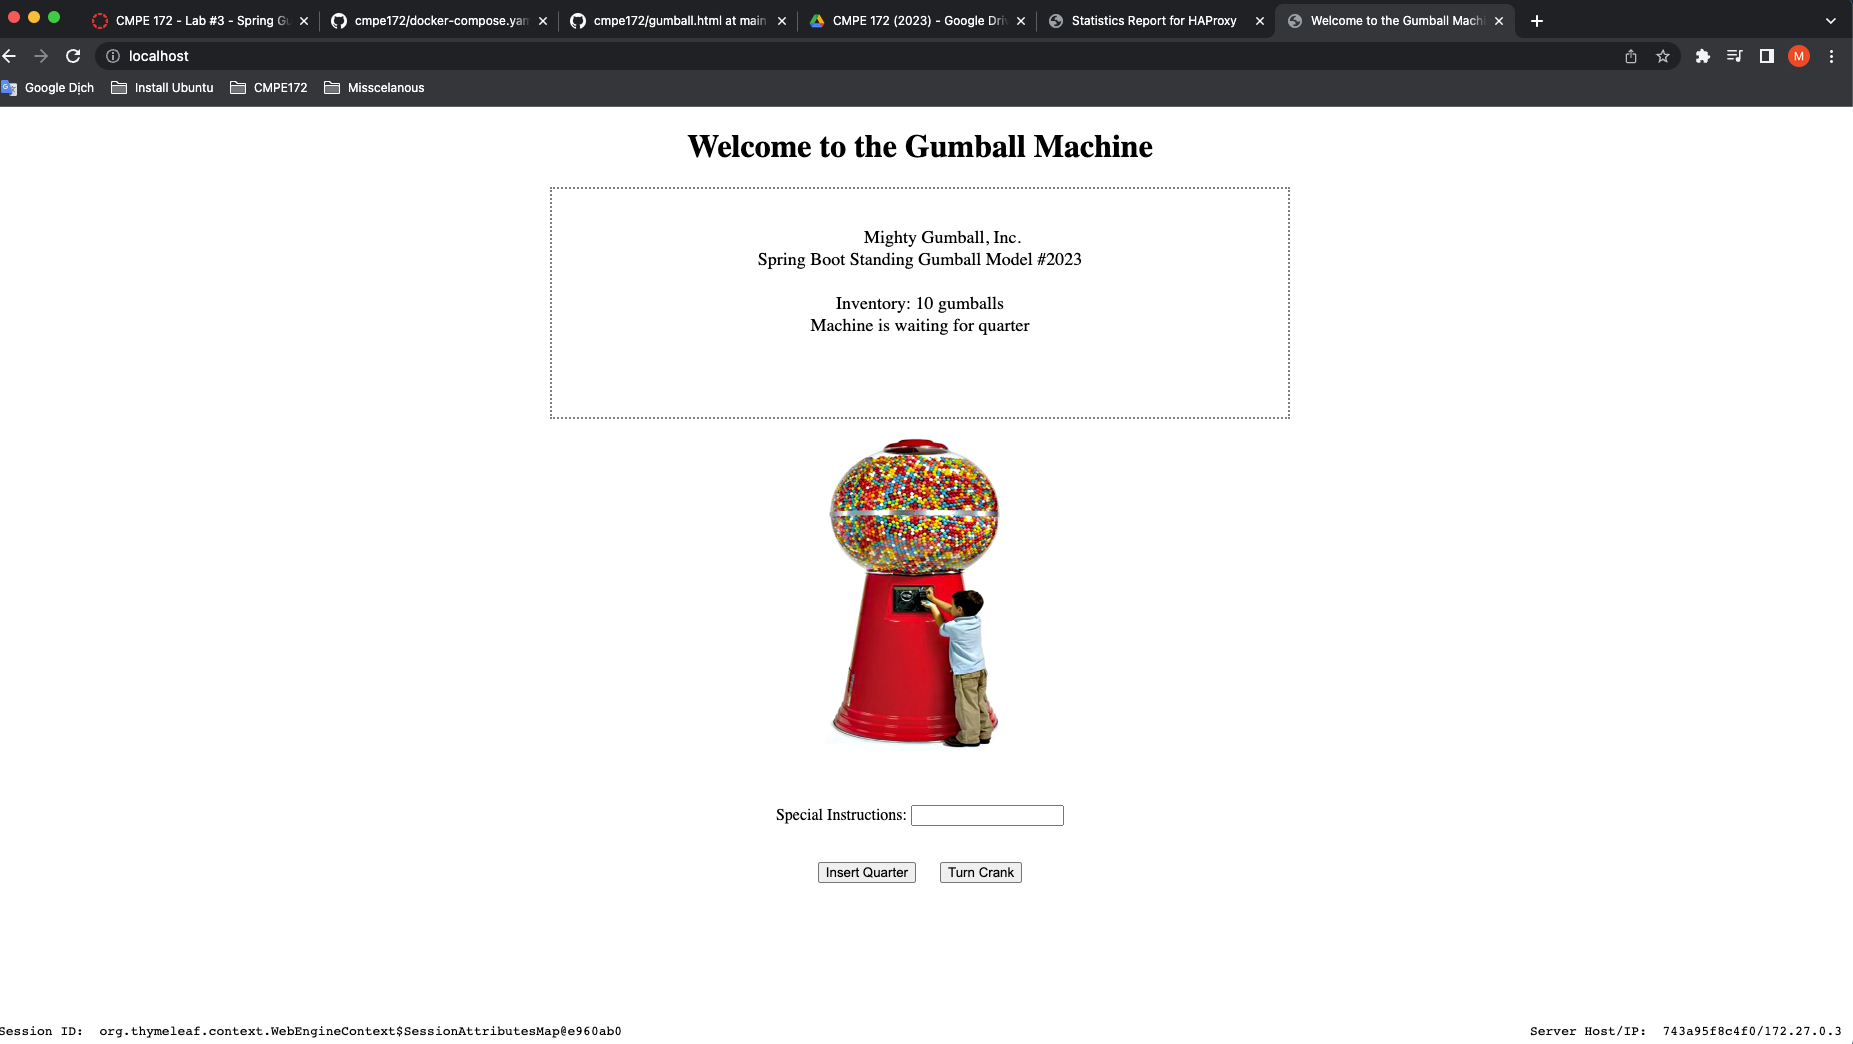 CMPE 172 - Lab #3 - Spring Gu
cmpe172/docker-compose.yam
cmpe172/gumball.html at main
CMPE 172 (2023) - Google Driv
Statistics Report for HAProxy
Welcome to the Gumball Machi
localhost
M
Google Dịch
Install Ubuntu
CMPE172
Misscelanous
Welcome to the Gumball Machine
Mighty Gumball, Inc.
Spring Boot Standing Gumball Model #2023
Inventory: 10 gumballs
Machine is waiting for quarter
Special Instructions:
Insert Quarter Turn Crank
Session ID: org.thymeleaf.context.WebEngineContext$SessionAttributesMap@e960ab0
Server Host/IP: 743a95f8c4f0/172.27.0.3